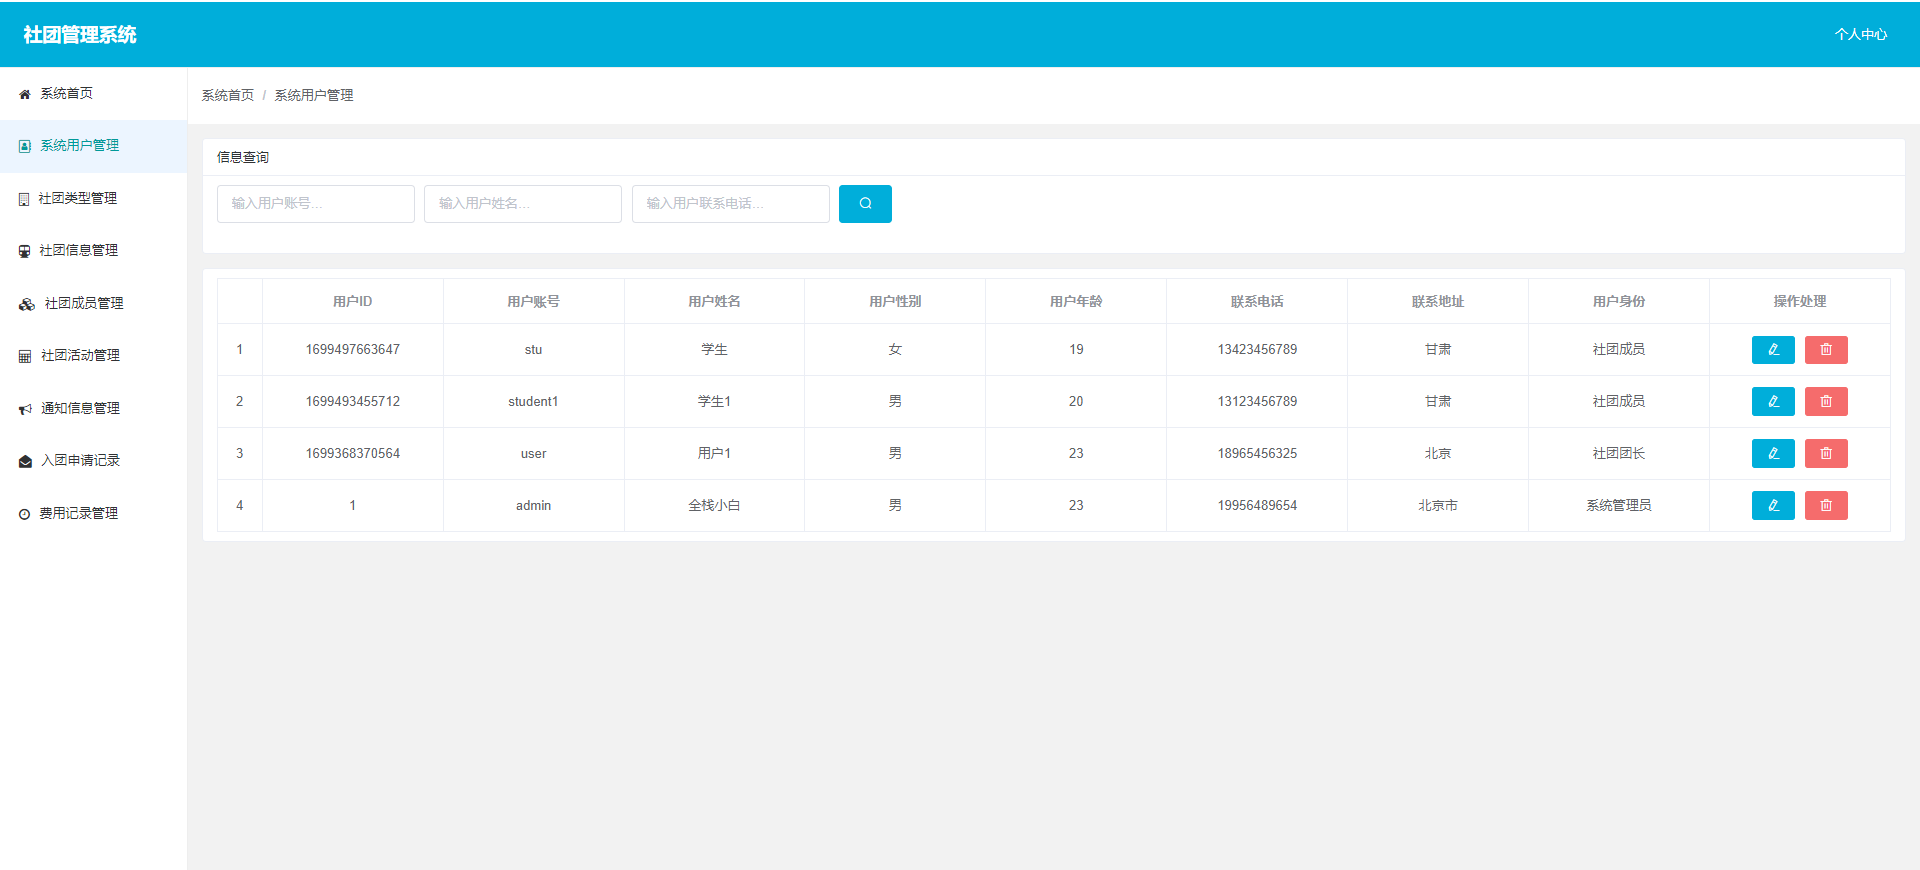 社团管理系统
个人中心
系统首页
系统用户管理
社团类型管理
社团信息管理
社团成员管理
社团活动管理
通知信息管理
入团申请记录
费用记录管理
系统首页 / 系统用户管理
信息查询
输入用户账号...
输入用户姓名...
输入用户联系电话...
用户ID 用户账号 用户姓名 用户性别 用户年龄 联系电话 联系地址 用户身份 操作处理
1 1699497663647 stu 学生 女 19 13423456789 甘肃 社团成员
2 1699493455712 student1 学生1 男 20 13123456789 甘肃 社团成员
3 1699368370564 user 用户1 男 23 18965456325 北京 社团团长
4 1 admin 全栈小白 男 23 19956489654 北京市 系统管理员